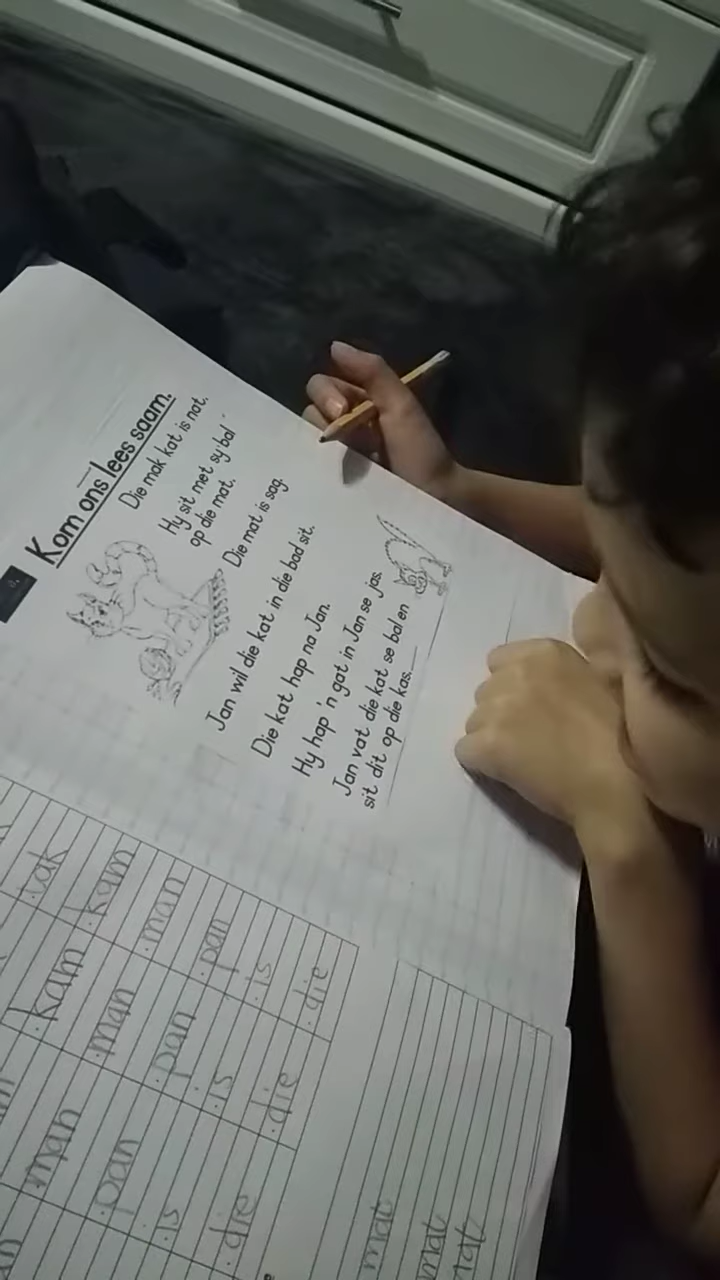 Kom ons lees saam.
Die mak kat is nat.
Hy sit met sy bal
op die mat.
Die mat is sag.
Jan wil die kat in die bad sit.
Die kat hap na Jan.
Hy hap 'n gat in Jan se jas.
Jan vat die kat se bal en
sit dit op die kas.
kam kam
man man man
pan pan pan
is is is
die die die
mat
mat